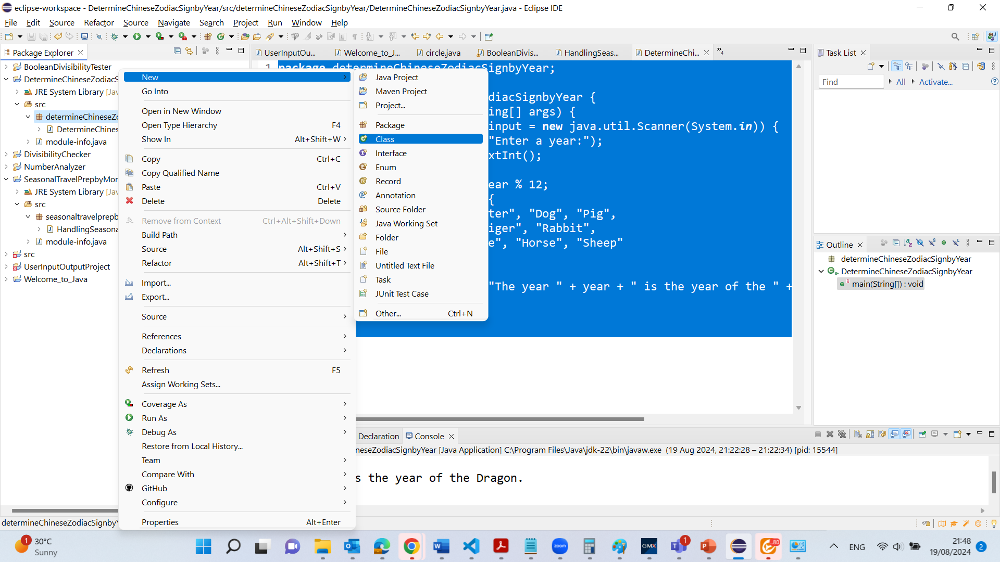 eclipse-workspace - DetermineChineseZodiacSignbyYear/src/determineChineseZodiacSignbyYear/DetermineChineseZodiacSignbyYear.java - Eclipse IDE
File Edit Source Refactor Source Navigate Search Project Run Window Help
Package Explorer
BooleanDivisibilityTester
DetermineChineseZodiacS
JRE System Library [Jav
src
determineChineseZo
DetermineChines
module-info.java
DivisibilityChecker
NumberAnalyzer
SeasonalTravelPrepbyMor
JRE System Library [Jav
src
seasonaltravelprepb
HandlingSeasona
module-info.java
src
UserInputOutputProject
Welcome_to_Java
New
Go Into
Open in New Window
Open Type Hierarchy F4
Show In Alt+Shift+W
Copy Ctrl+C
Copy Qualified Name
Paste Ctrl+V
Delete Delete
Remove from Context Ctrl+Alt+Shift+Down
Build Path
Source Alt+Shift+S
Refactor Alt+Shift+T
Import...
Export...
Source
References
Declarations
Refresh F5
Assign Working Sets...
Coverage As
Run As
Debug As
Restore from Local History...
Team
Compare With
GitHub
Configure
Properties Alt+Enter
Java Project
Maven Project
Project...
Package
Class
Interface
Enum
Record
Annotation
Source Folder
Java Working Set
Folder
File
Untitled Text File
Task
JUnit Test Case
Other... Ctrl+N
UserInputOu... Welcome_to_J... circle.java BooleanDivis... HandlingSeas... DetermineChi... »4
1 package determineChineseZodiacSignbyYear;
diacSignbyYear {
ing[] args) {
input = new java.util.Scanner(System.in)) {
"Enter a year:");
xtInt();
ear % 12;
{
ter", "Dog", "Pig",
iger", "Rabbit",
e", "Horse", "Sheep"
"The year " + year + " is the year of the " +
Task List
Find All Activate...
Outline
determineChineseZodiacSignbyYear
DetermineChineseZodiacSignbyYear
main(String[]) : void
Declaration Console
neseZodiacSignbyYear [Java Application] C:\Program Files\Java\jdk-22\bin\javaw.exe (19 Aug 2024, 21:22:28 – 21:22:34) [pid: 15544]
s the year of the Dragon.
determineChineseZodiacSignbyY
1
30°C
Sunny
zoom
GMX
1
.80
ENG
21:48
19/08/2024
2